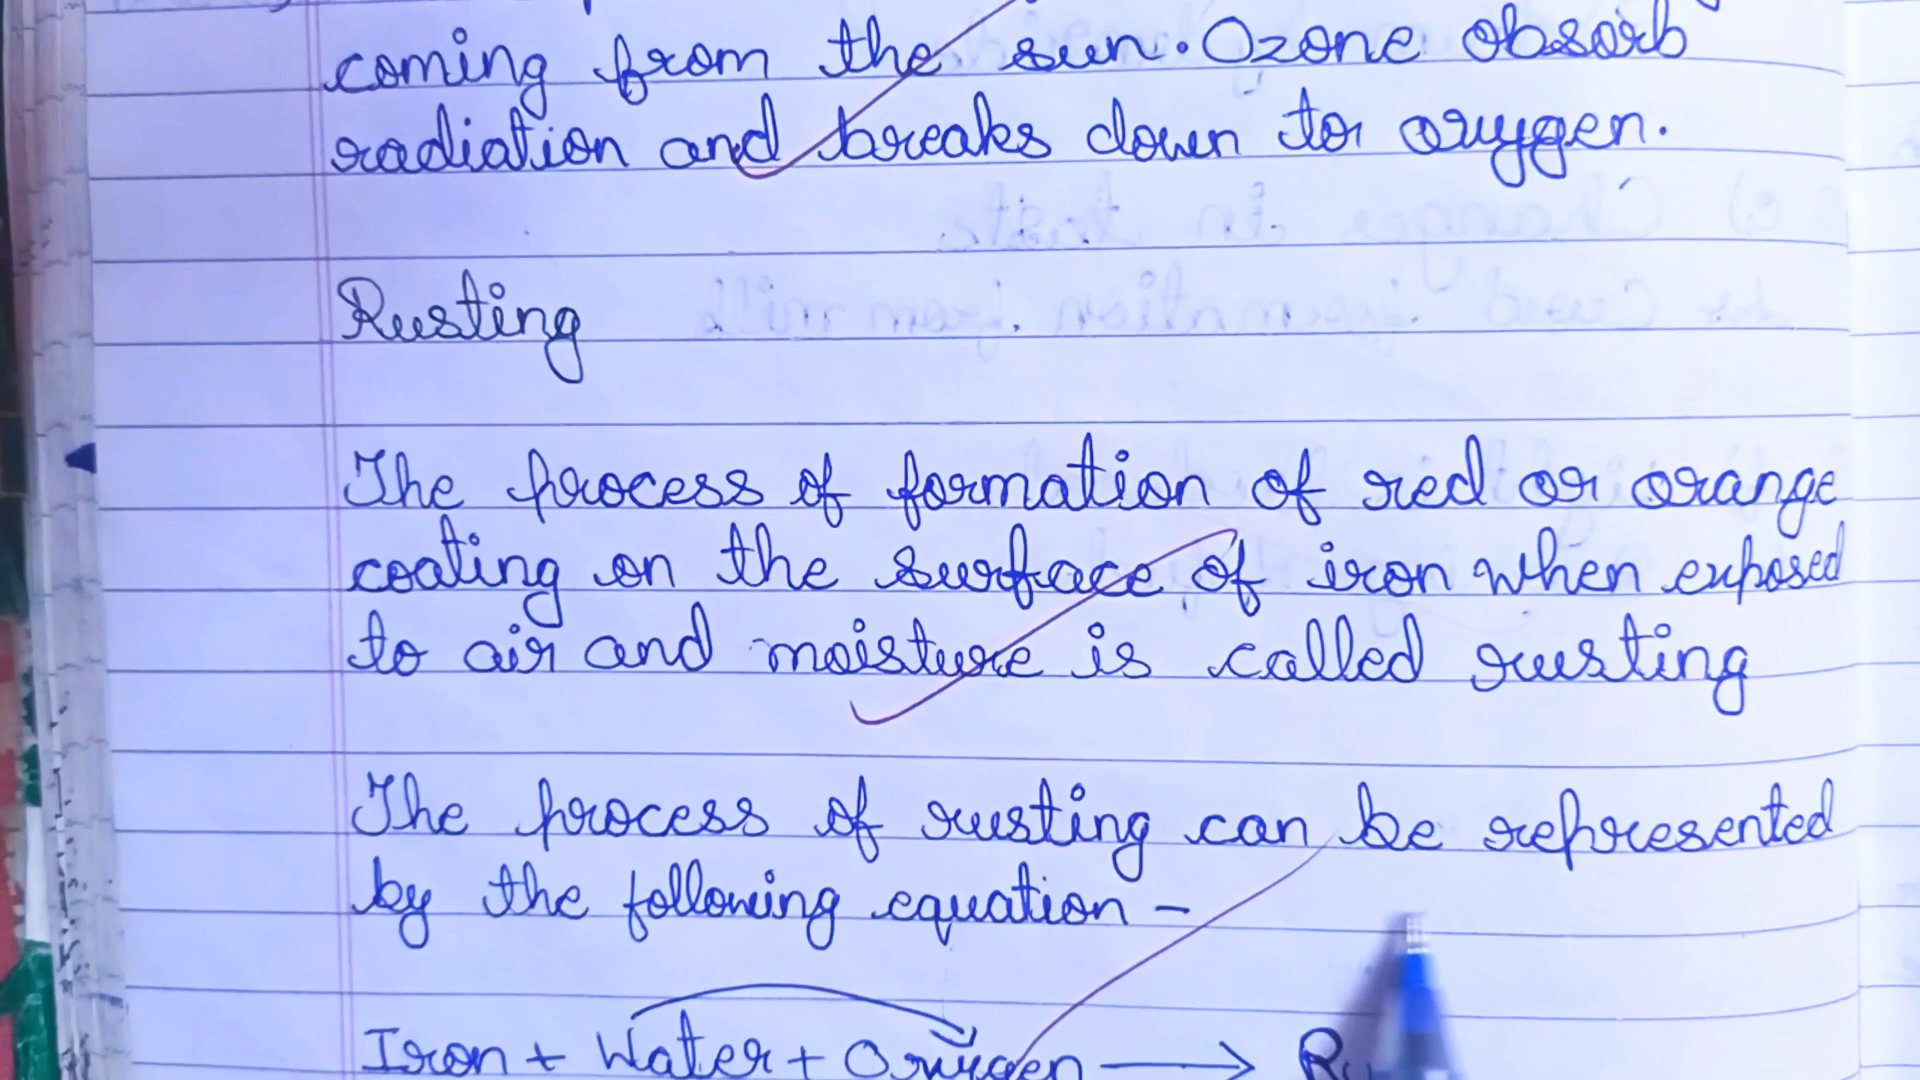 coming from the sun. Ozone obsorb
radiation and breaks down to oxygen.
Rusting
The process of formation of red or orange
coating on the surface of iron when exposed
to air and moisture is called rusting
The process of rusting can be represented
by the following equation -
Iron + Water + Oxygen →